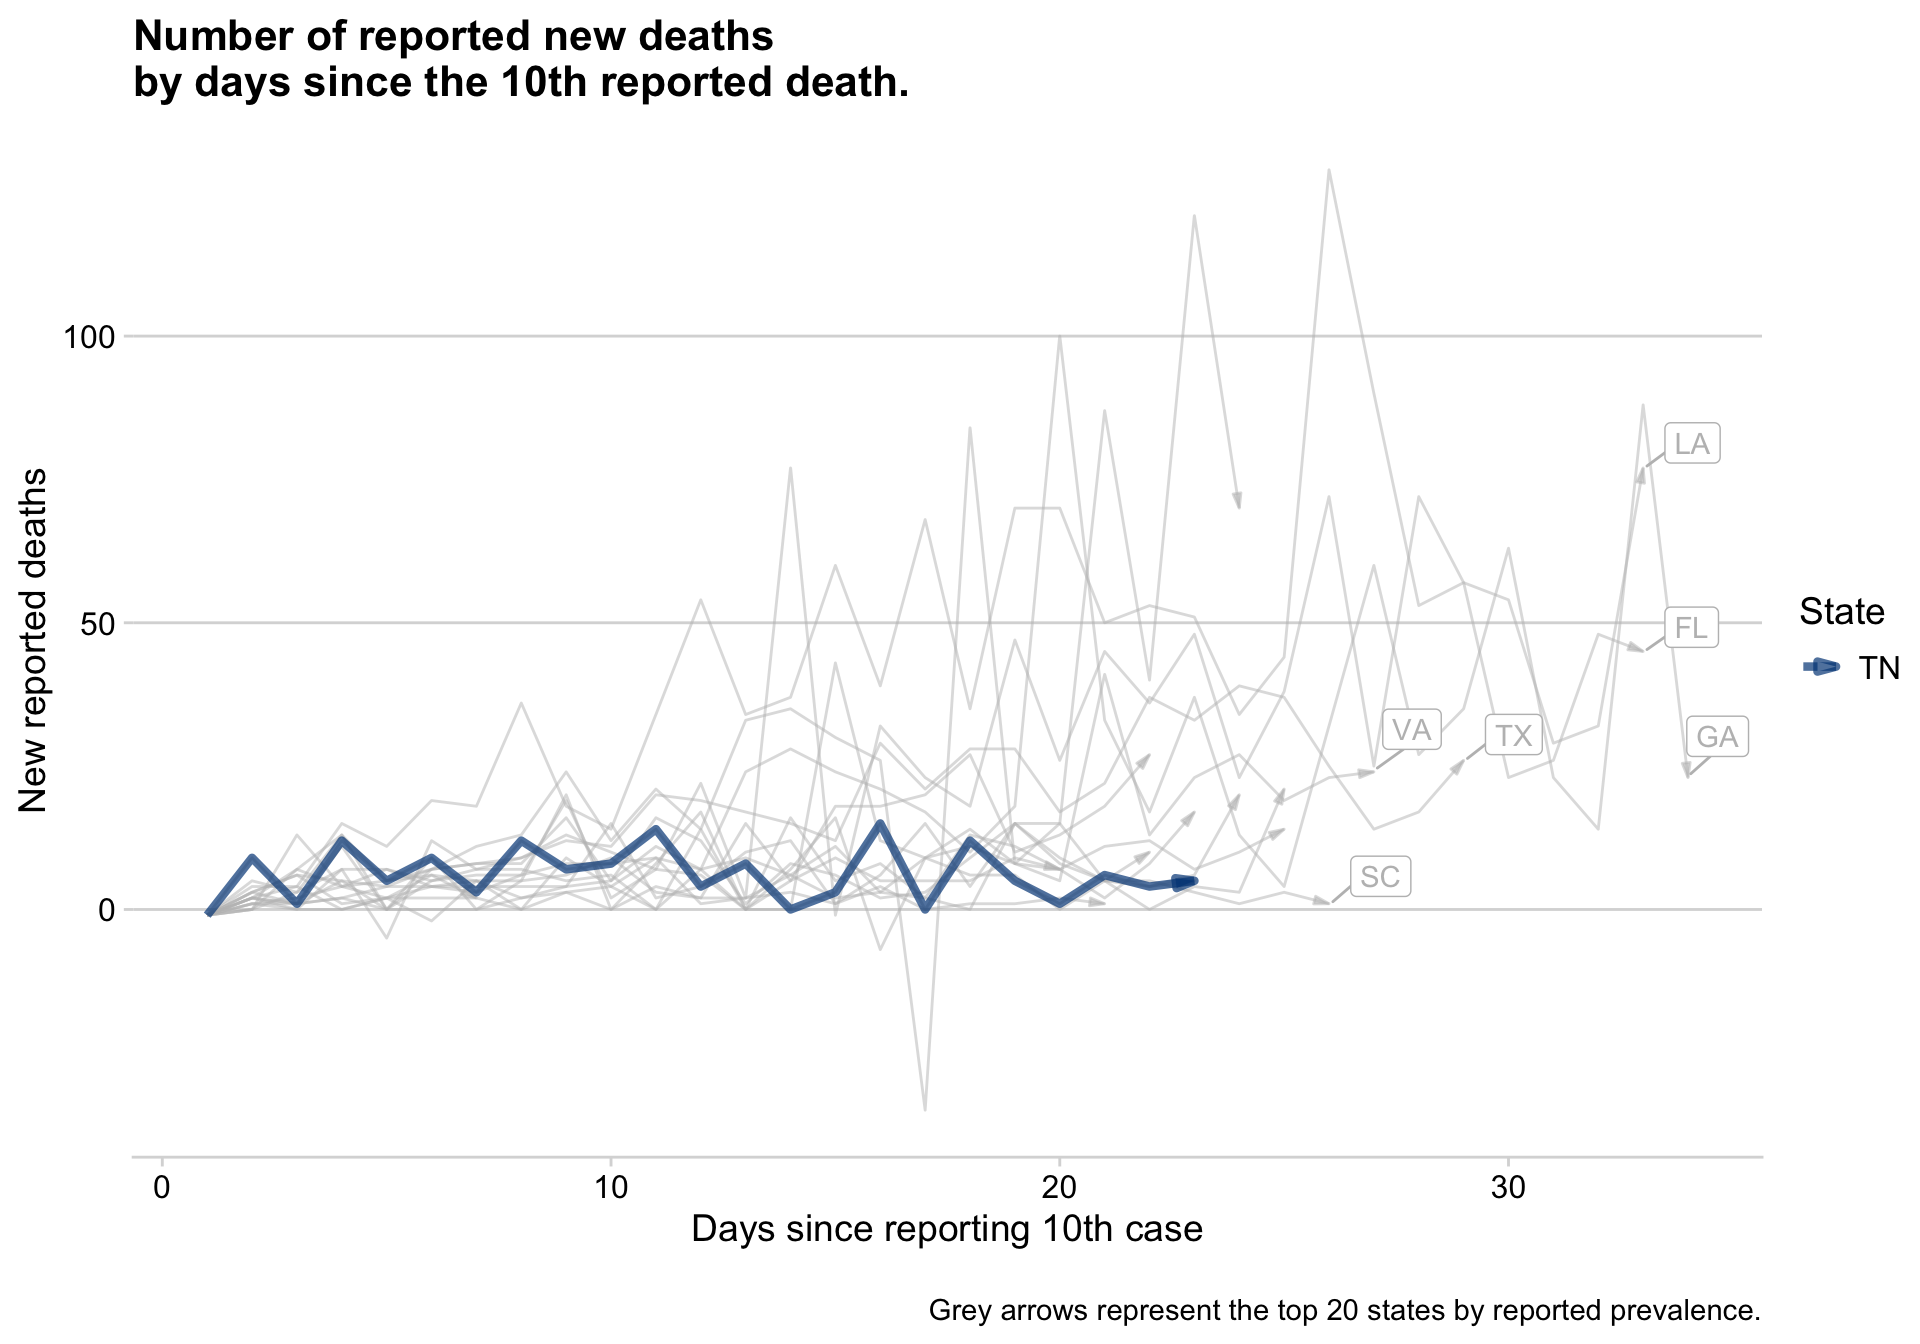 Number of reported new deaths
by days since the 10th reported death.
New reported deaths
100
50
0
LA
FL
VA
TX
GA
SC
State
TN
0
10
20
30
Days since reporting 10th case
Grey arrows represent the top 20 states by reported prevalence.